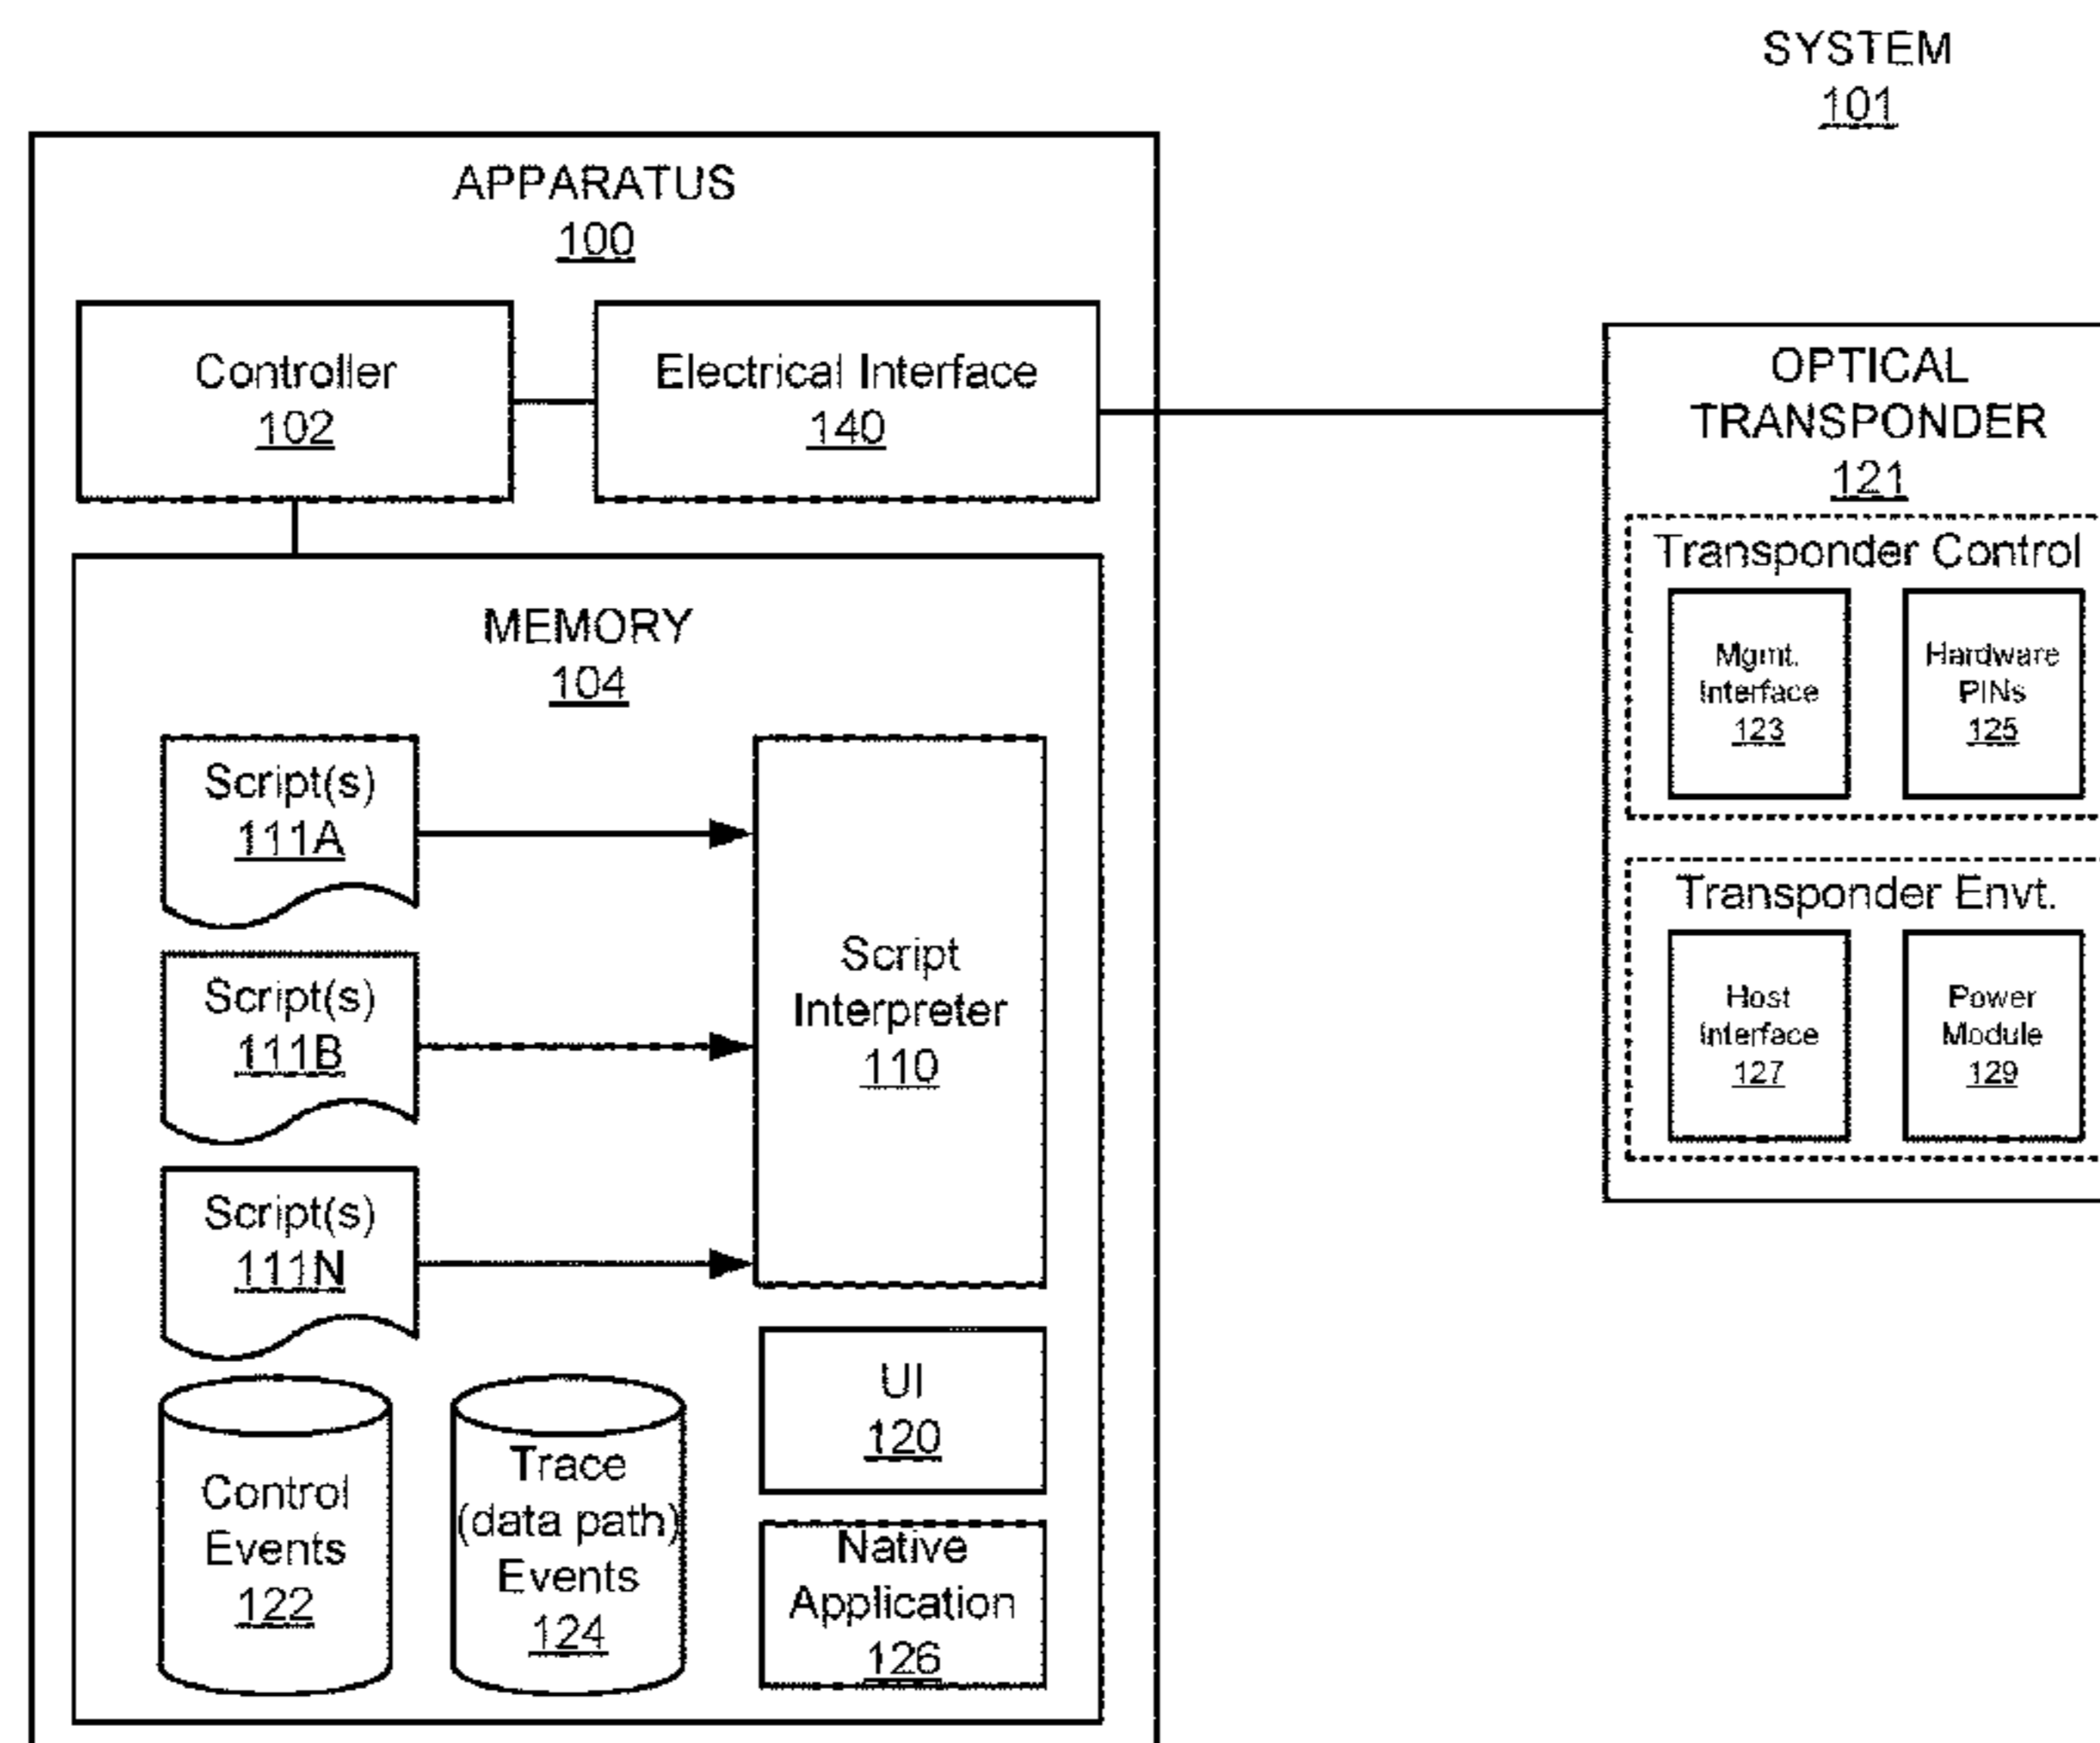 SYSTEM
101
APPARATUS
100
Controller
102
Electrical Interface
140
OPTICAL
TRANSPONDER
121
Transponder Control
Mgmt.
Interface
123
Hardware
PINs
125
Transponder Envt.
Host
Interface
127
Power
Module
129
MEMORY
104
Script(s)
111A
Script(s)
111B
Script(s)
111N
Script
Interpreter
110
UI
120
Control
Events
122
Trace
(data path)
Events
124
Native
Application
126